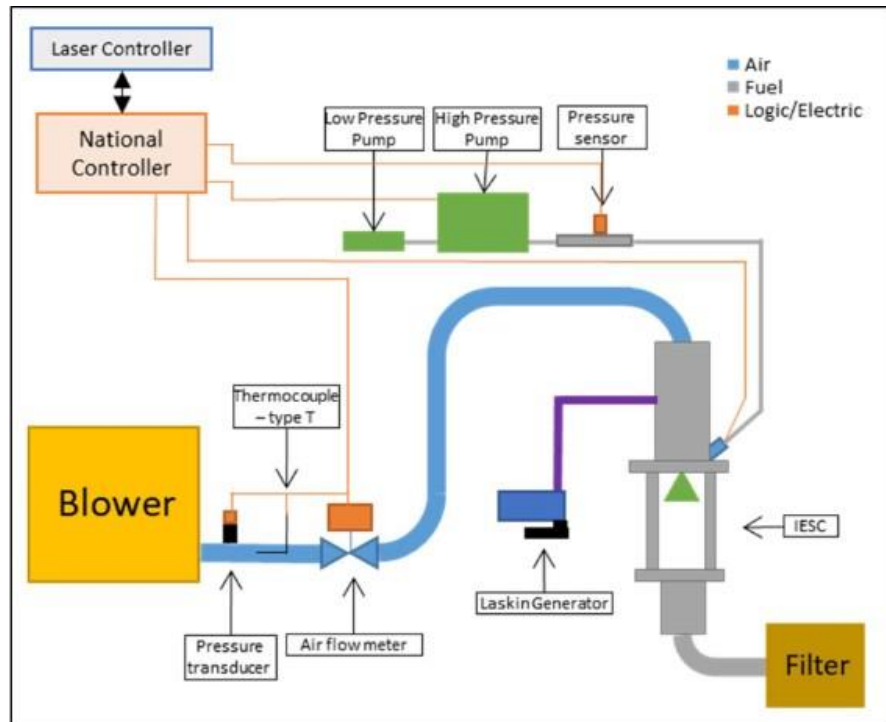 Laser Controller
Air
Fuel
Logic/Electric
Low Pressure
Pump
High Pressure
Pump
Pressure
sensor
National
Controller
Thermocouple
– type T
Blower
IESC
Laskin Generator
Pressure
transducer
Air flow meter
Filter